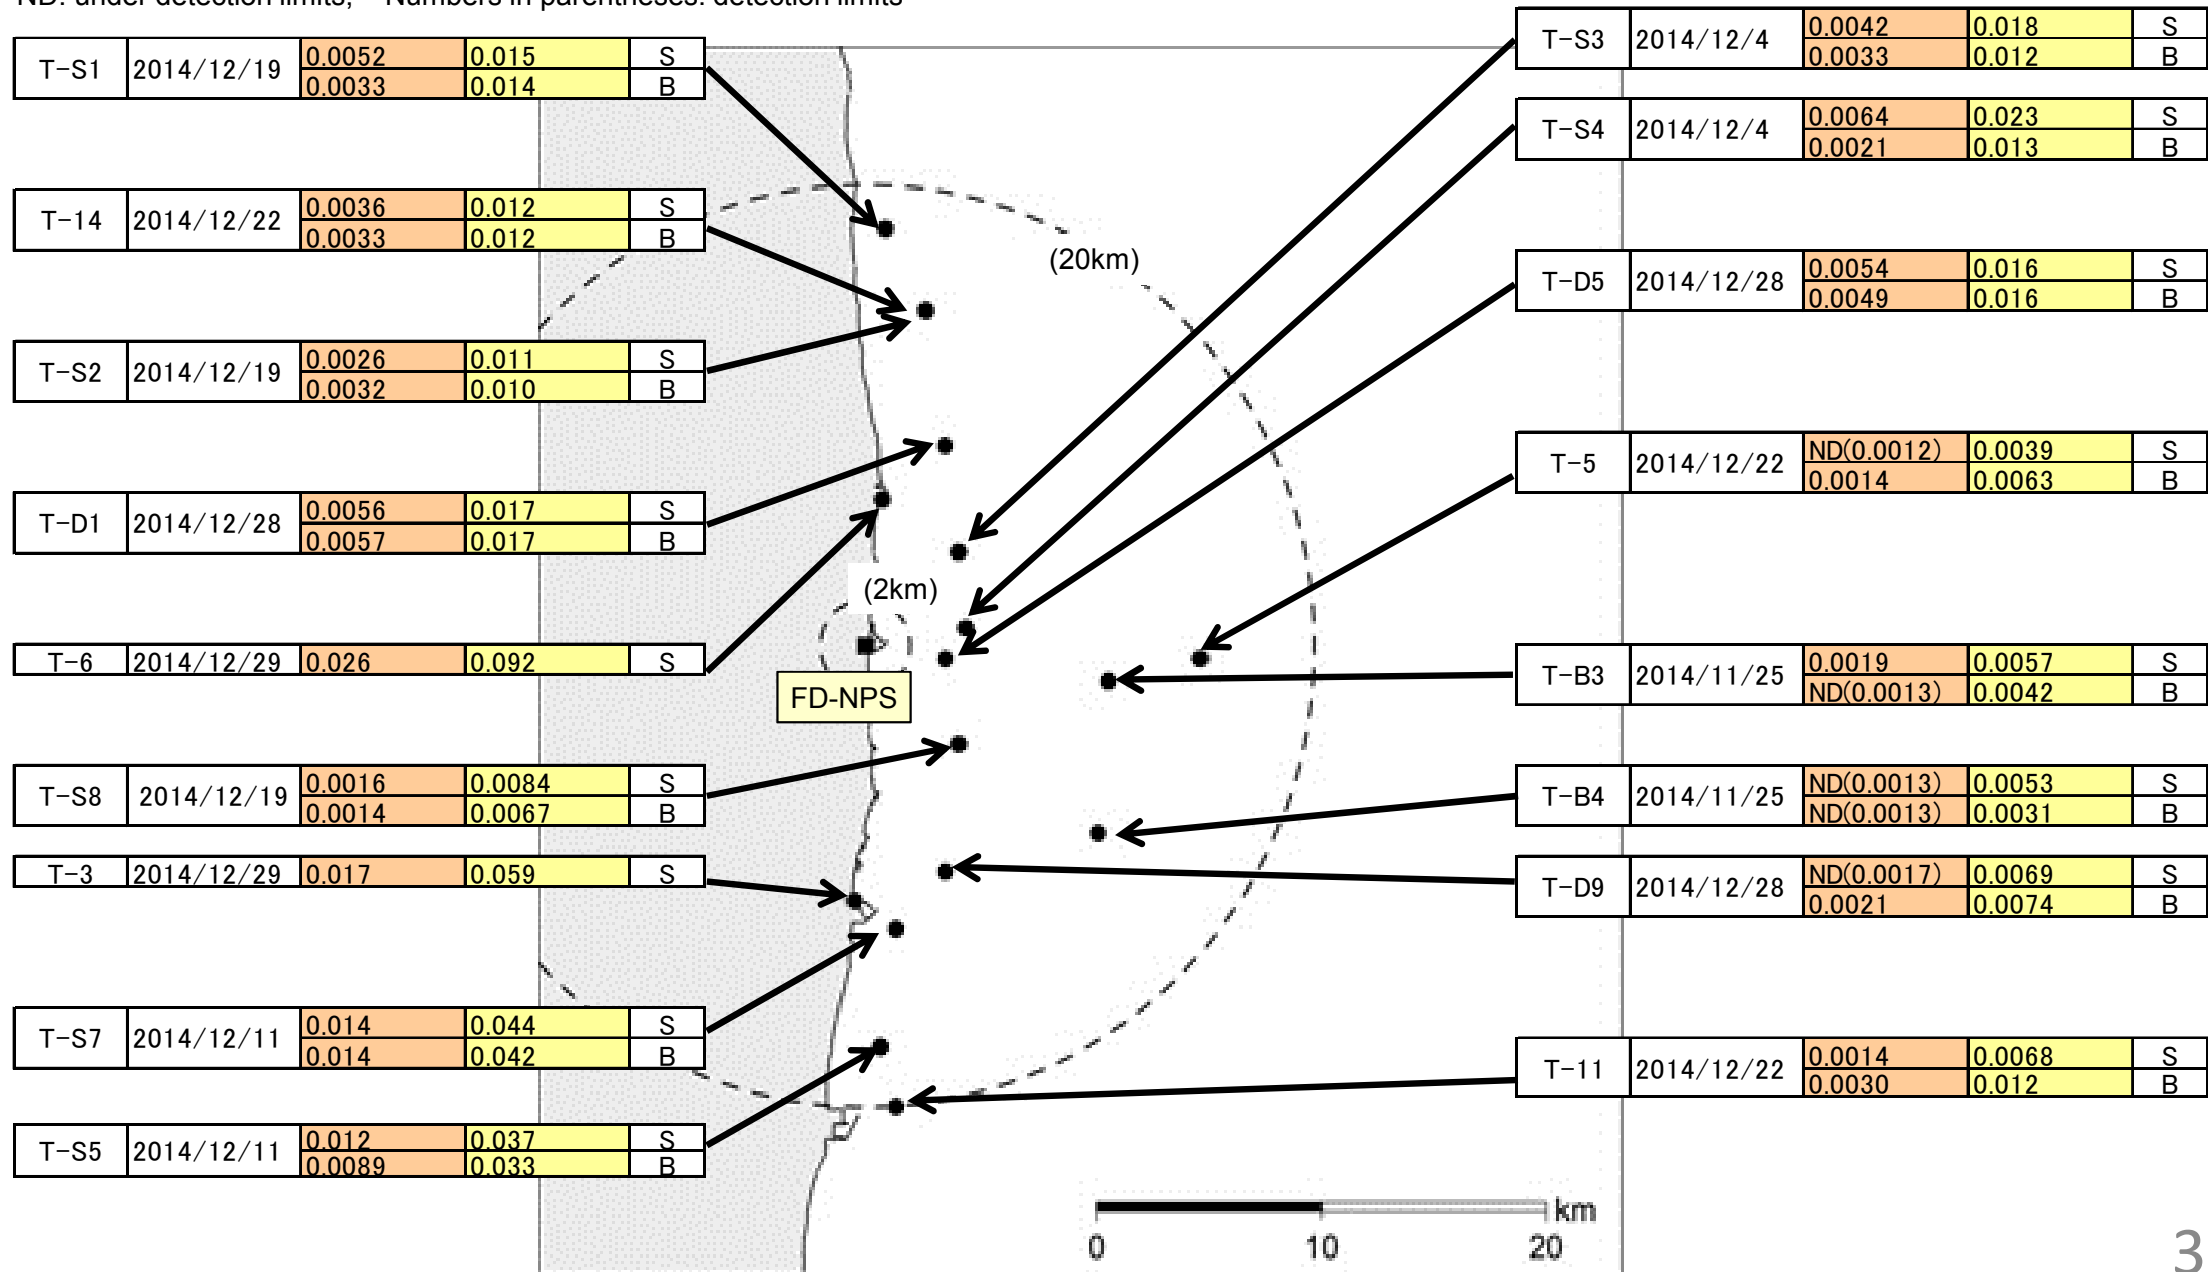 ND: under detection limits, Numbers in parentheses: detection limits
T-S1 2014/12/19 0.0052 0.015 S
0.0033 0.014 B
T-14 2014/12/22 0.0036 0.012 S
0.0033 0.012 B
T-S2 2014/12/19 0.0026 0.011 S
0.0032 0.010 B
T-D1 2014/12/28 0.0056 0.017 S
0.0057 0.017 B
T-6 2014/12/29 0.026 0.092 S
T-S8 2014/12/19 0.0016 0.0084 S
0.0014 0.0067 B
T-3 2014/12/29 0.017 0.059 S
T-S7 2014/12/11 0.014 0.044 S
0.014 0.042 B
T-S5 2014/12/11 0.012 0.037 S
0.0089 0.033 B
(20km)
(2km)
FD-NPS
T-S3 2014/12/4 0.0042 0.018 S
0.0033 0.012 B
T-S4 2014/12/4 0.0064 0.023 S
0.0021 0.013 B
T-D5 2014/12/28 0.0054 0.016 S
0.0049 0.016 B
T-5 2014/12/22 ND(0.0012) 0.0039 S
0.0014 0.0063 B
T-B3 2014/11/25 0.0019 0.0057 S
ND(0.0013) 0.0042 B
T-B4 2014/11/25 ND(0.0013) 0.0053 S
ND(0.0013) 0.0031 B
T-D9 2014/12/28 ND(0.0017) 0.0069 S
0.0021 0.0074 B
T-11 2014/12/22 0.0014 0.0068 S
0.0030 0.012 B
km
0 10 20
3